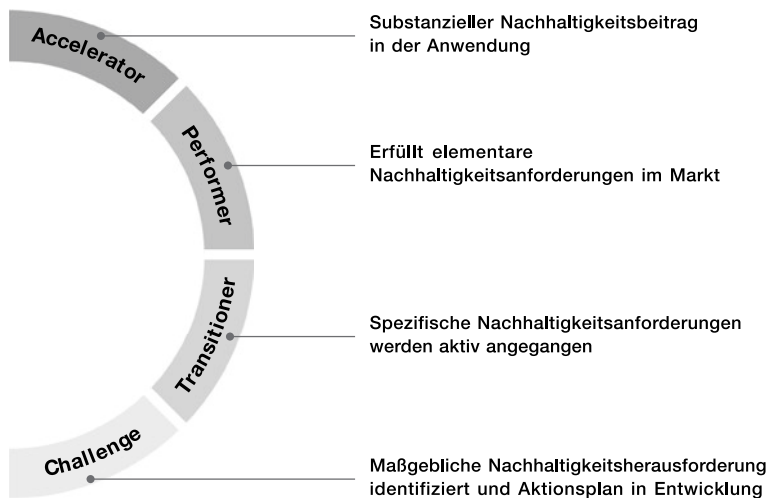 Accelerator
Substanzieller Nachhaltigkeitsbeitrag
in der Anwendung
Performer
Erfüllt elementare
Nachhaltigkeitsanforderungen im Markt
Transitioner
Spezifische Nachhaltigkeitsanforderungen
werden aktiv angegangen
Challenge
Maßgebliche Nachhaltigkeitsherausforderung
identifiziert und Aktionsplan in Entwicklung